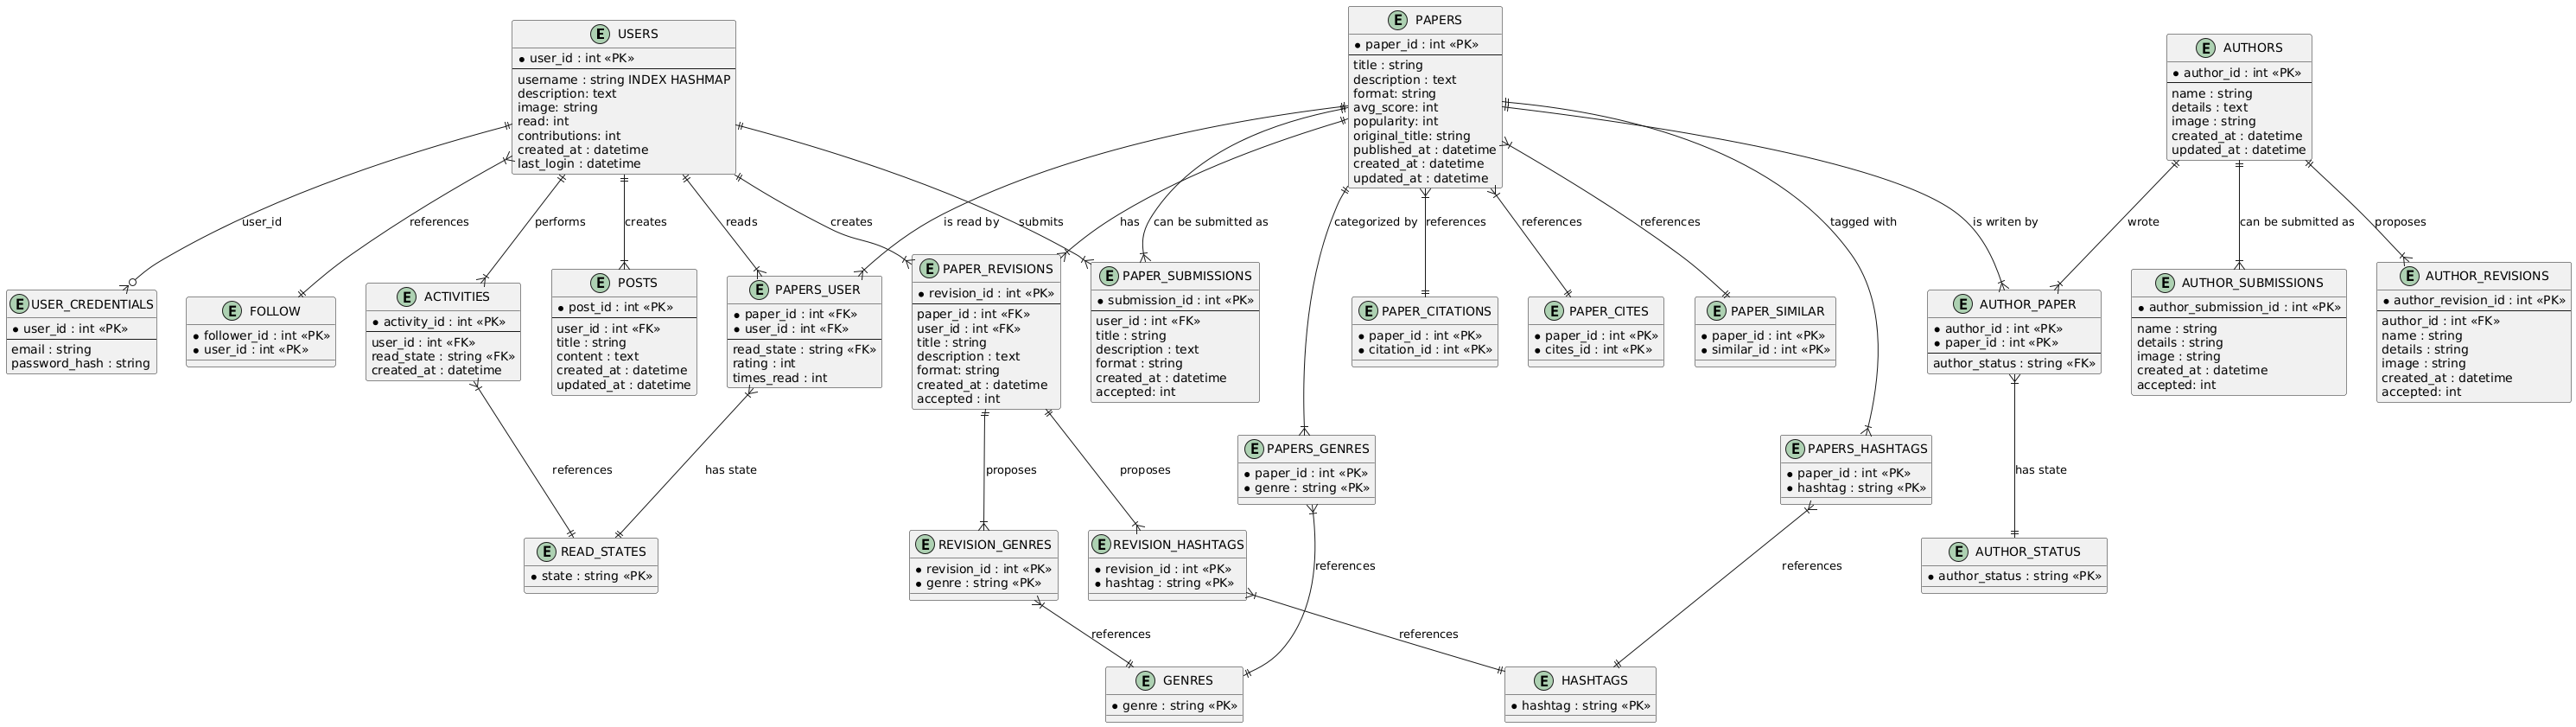 E USERS
* user_id : int «PK»
username : string INDEX HASHMAP
description: text
image: string
read: int
contributions: int
created_at : datetime
last_login : datetime
E PAPERS
* paper_id : int «PK»
title : string
description : text
format: string
avg_score: int
popularity: int
original_title: string
published_at : datetime
created_at : datetime
updated_at : datetime
E AUTHORS
* author_id : int «PK»
name : string
details : text
image : string
created_at : datetime
updated_at : datetime
user_id
references
performs
creates
reads
creates
is read by
submits
has
can be submitted as
categorized by
references
references
references
tagged with
is writen by
wrote
can be submitted as
proposes
E USER_CREDENTIALS
* user_id : int «PK»
email : string
password_hash : string
E FOLLOW
* follower_id : int «PK»
* user_id : int «PK»
E ACTIVITIES
* activity_id : int «PK»
user_id : int «FK»
read_state : string «FK»
created_at : datetime
E POSTS
* post_id : int «PK»
user_id : int «FK»
title : string
content : text
created_at : datetime
updated_at : datetime
E PAPERS_USER
* paper_id : int «FK»
* user_id : int «FK»
read_state : string «FK»
rating : int
times_read : int
E PAPER_REVISIONS
* revision_id : int «PK»
paper_id : int «FK»
user_id : int «FK»
title : string
description : text
format: string
created_at : datetime
accepted : int
E PAPER_SUBMISSIONS
* submission_id : int «PK»
user_id : int «FK»
title : string
description : text
format : string
created_at : datetime
accepted: int
E PAPER_CITATIONS
* paper_id : int «PK»
* citation_id : int «PK»
E PAPER_CITES
* paper_id : int «PK»
* cites_id : int «PK»
E PAPER_SIMILAR
* paper_id : int «PK»
* similar_id : int «PK»
E AUTHOR_PAPER
* author_id : int «PK»
* paper_id : int «PK»
author_status : string «FK»
E AUTHOR_SUBMISSIONS
* author_submission_id : int «PK»
name : string
details : string
image : string
created_at : datetime
accepted: int
E AUTHOR_REVISIONS
* author_revision_id : int «PK»
author_id : int «FK»
name : string
details : string
image : string
created_at : datetime
accepted: int
references
has state
proposes
proposes
E PAPERS_GENRES
* paper_id : int «PK»
* genre : string «PK»
E PAPERS_HASHTAGS
* paper_id : int «PK»
* hashtag : string «PK»
has state
E READ_STATES
* state : string «PK»
E REVISION_GENRES
* revision_id : int «PK»
* genre : string «PK»
E REVISION_HASHTAGS
* revision_id : int «PK»
* hashtag : string «PK»
references
references
E AUTHOR_STATUS
* author_status : string «PK»
references
references
E GENRES
* genre : string «PK»
E HASHTAGS
* hashtag : string «PK»